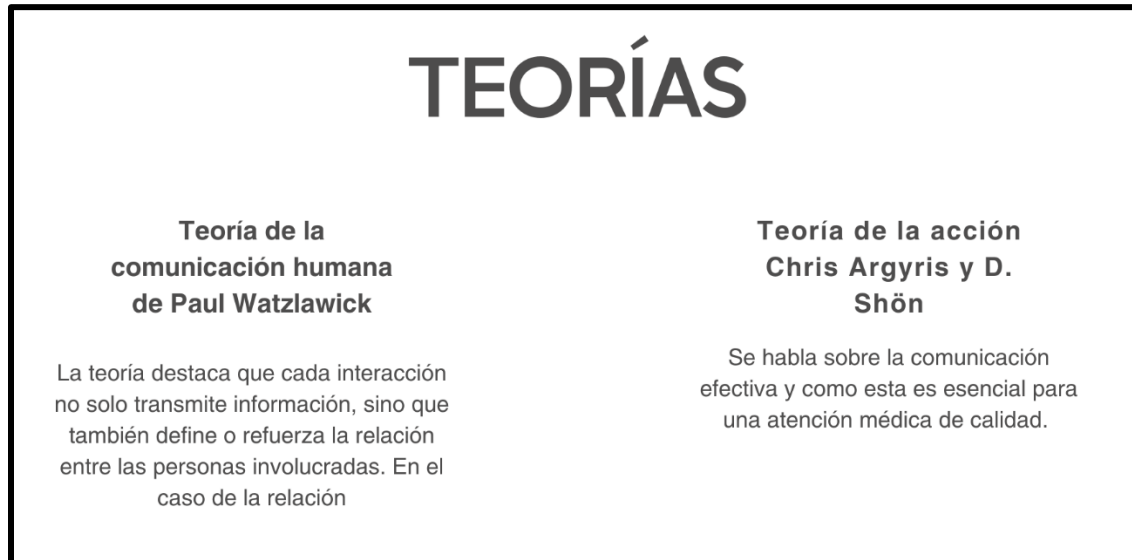 TEORÍAS
Teoría de la
comunicación humana
de Paul Watzlawick
La teoría destaca que cada interacción
no solo transmite información, sino que
también define o refuerza la relación
entre las personas involucradas. En el
caso de la relación
Teoría de la acción
Chris Argyris y D.
Shön
Se habla sobre la comunicación
efectiva y como esta es esencial para
una atención médica de calidad.